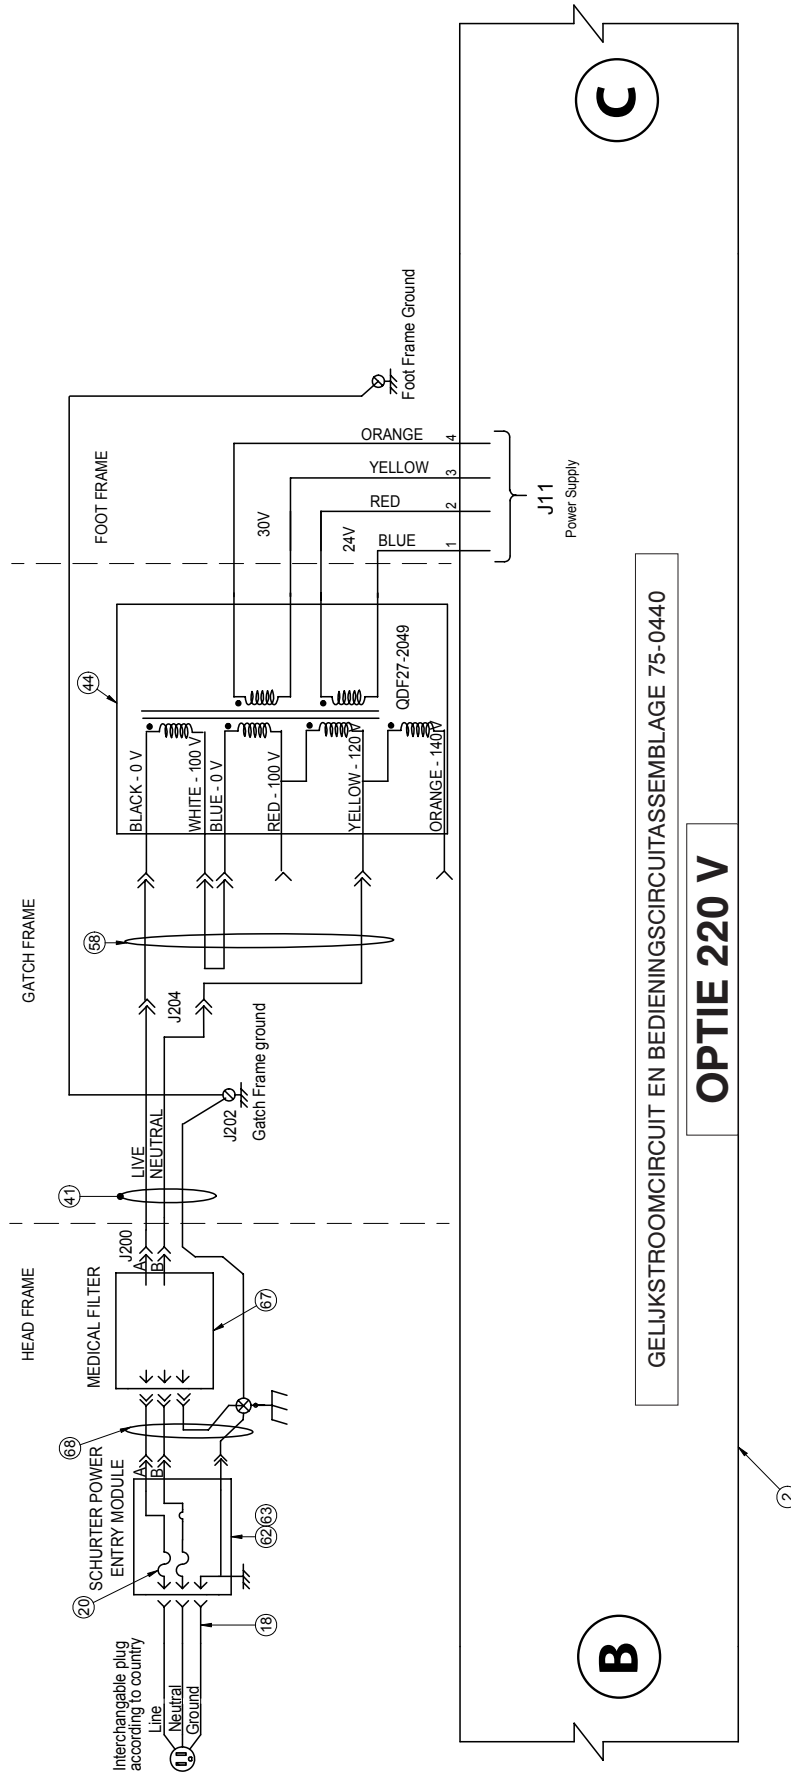 HEAD FRAME
GATCH FRAME
FOOT FRAME
Interchangable plug
according to country
Line
Neutral
Ground
20
SCHURTER POWER
ENTRY MODULE
A
B
18
62
63
68
MEDICAL FILTER
67
J200
A
B
41
LIVE
NEUTRAL
J202
Gatch Frame ground
J204
58
44
BLACK - 0 V
WHITE - 100 V
BLUE - 0 V
RED - 100 V
YELLOW - 120 V
ORANGE - 140 V
QDF27-2049
30V
24V
ORANGE
4
YELLOW
3
RED
2
BLUE
1
J11
Power Supply
Foot Frame Ground
B
C
GELIJKSTROOMCIRCUIT EN BEDIENINGSCIRCUITASSEMBLAGE 75-0440
OPTIE 220 V
2